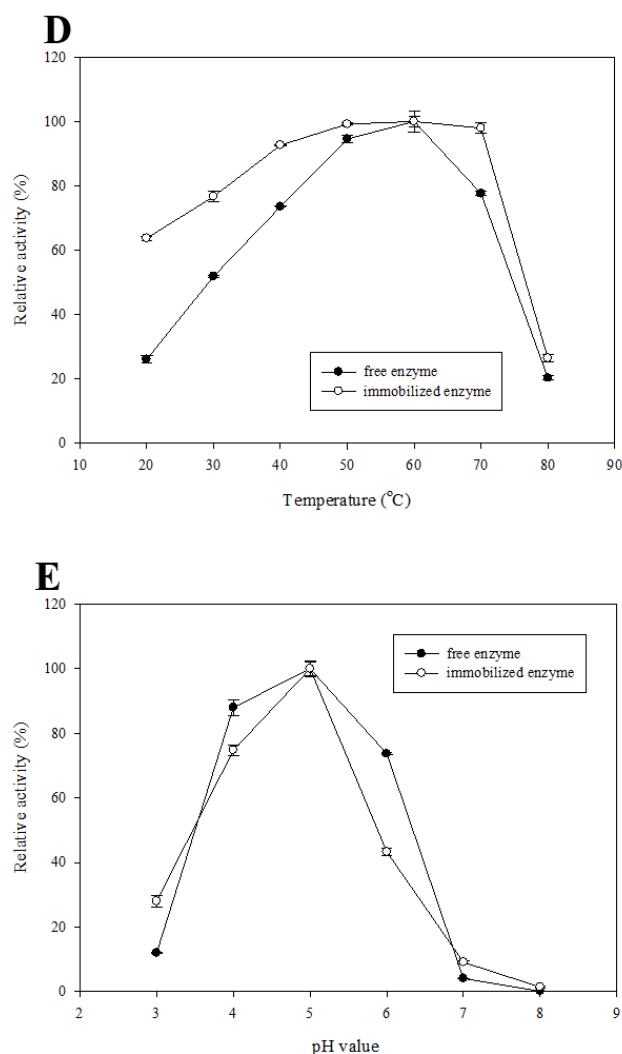 D
120
100
80
60
40
20
0
Relative activity (%)
free enzyme
immobilized enzyme
10 20 30 40 50 60 70 80 90
Temperature (°C)
E
120
100
80
60
40
20
0
Relative activity (%)
free enzyme
immobilized enzyme
2 3 4 5 6 7 8 9
pH value